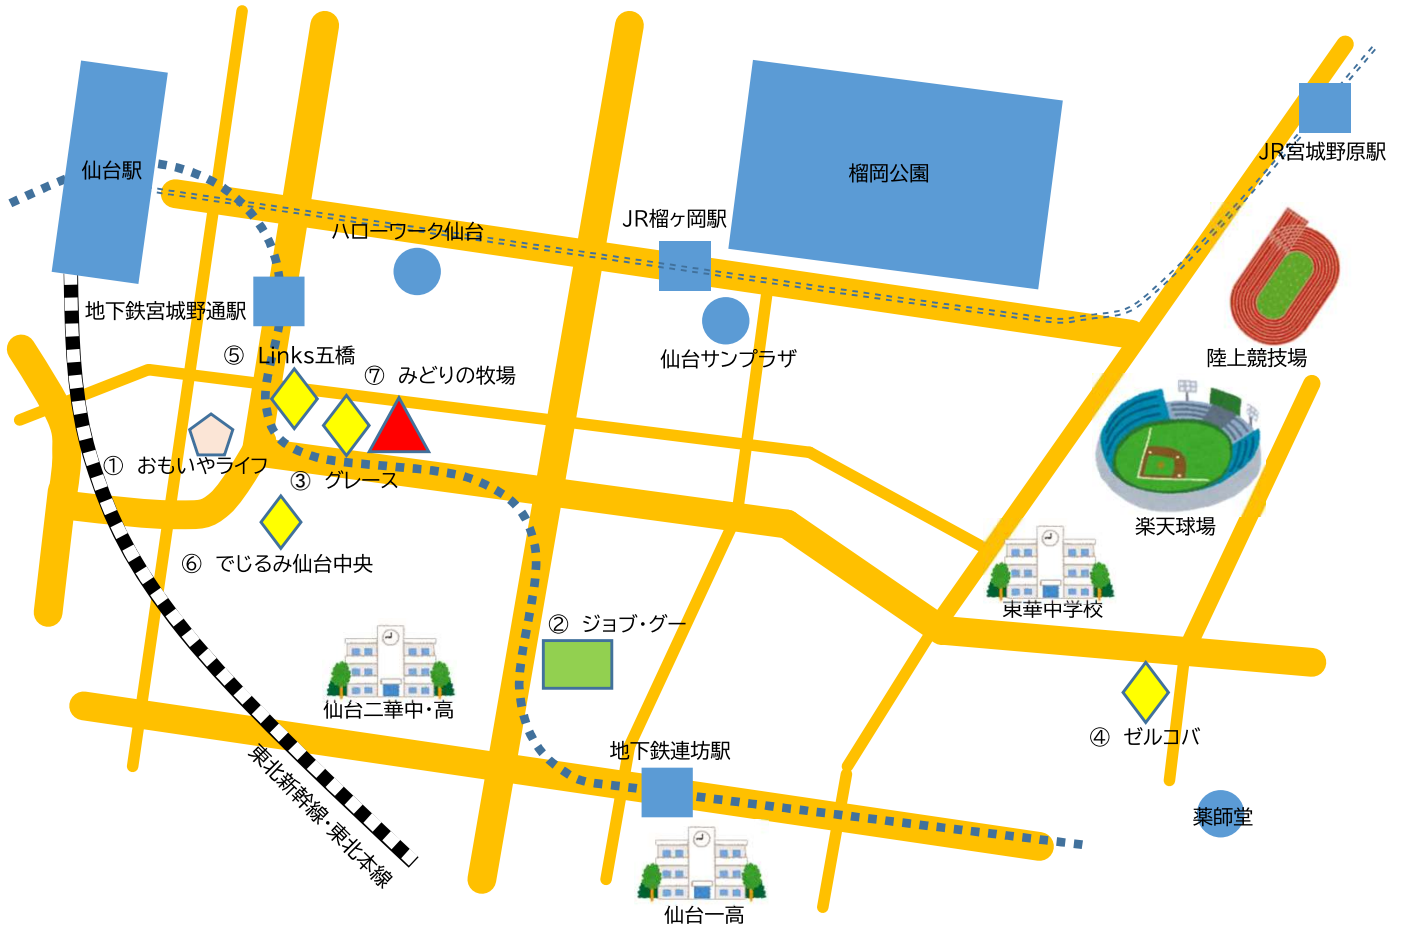 仙台駅
榴岡公園
JR宮城野原駅
JR榴ヶ岡駅
ハローワーク仙台
地下鉄宮城野通駅
仙台サンプラザ
陸上競技場
⑤ Links五橋
⑦ みどりの牧場
① おもいやライフ
③ グレース
楽天球場
⑥ でじるみ仙台中央
東華中学校
② ジョブ・グー
仙台二華中・高
④ ゼルコバ
地下鉄連坊駅
東北新幹線・東北本線
薬師堂
仙台一高